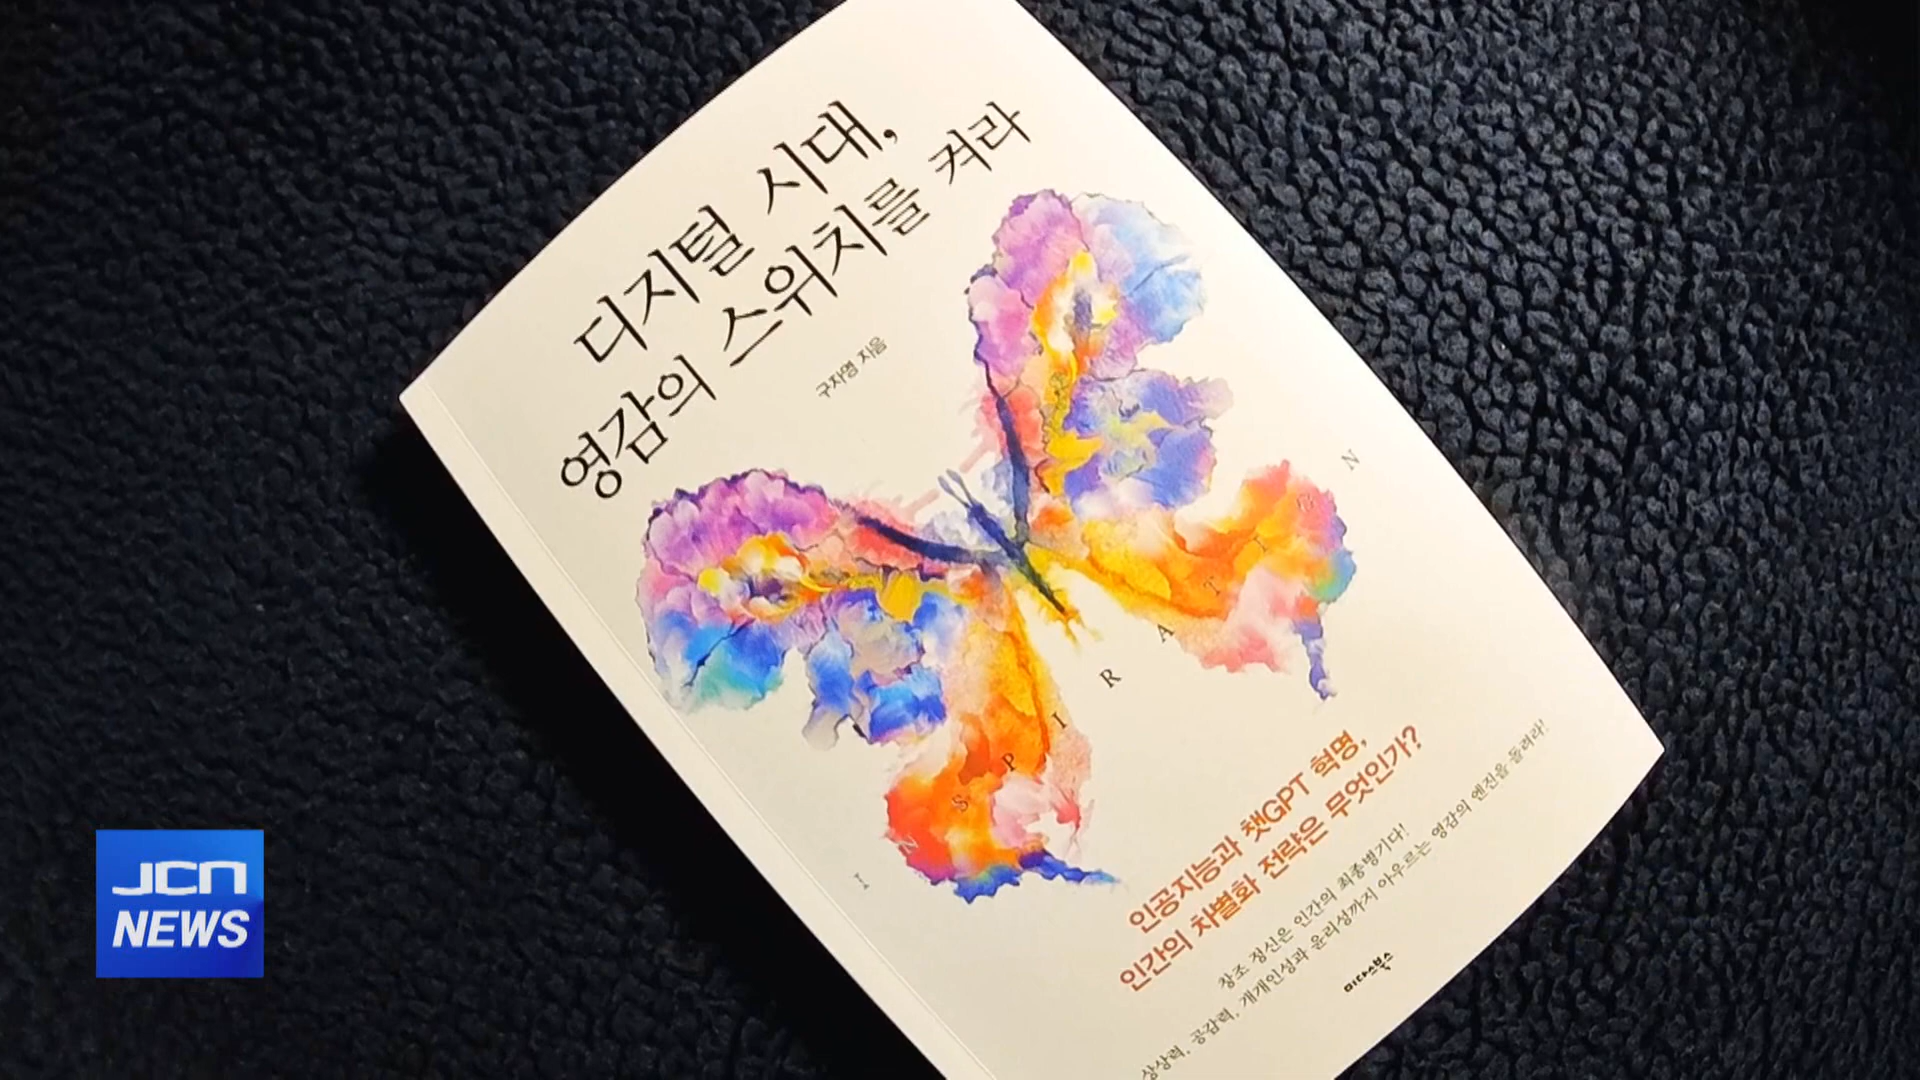 디지털 시대,
영감의 스위치를 켜라
구자명 지음
I N S P I R A T I O N
인공지능과 챗GPT 혁명,
인간의 차별화 전략은 무엇인가?
창조 정신은 인간의 최종병기다!
상상력, 공감력, 개개인성과 윤리성까지 아우르는 영감의 엔진을 돌려라!
미다스북스
JCN
NEWS